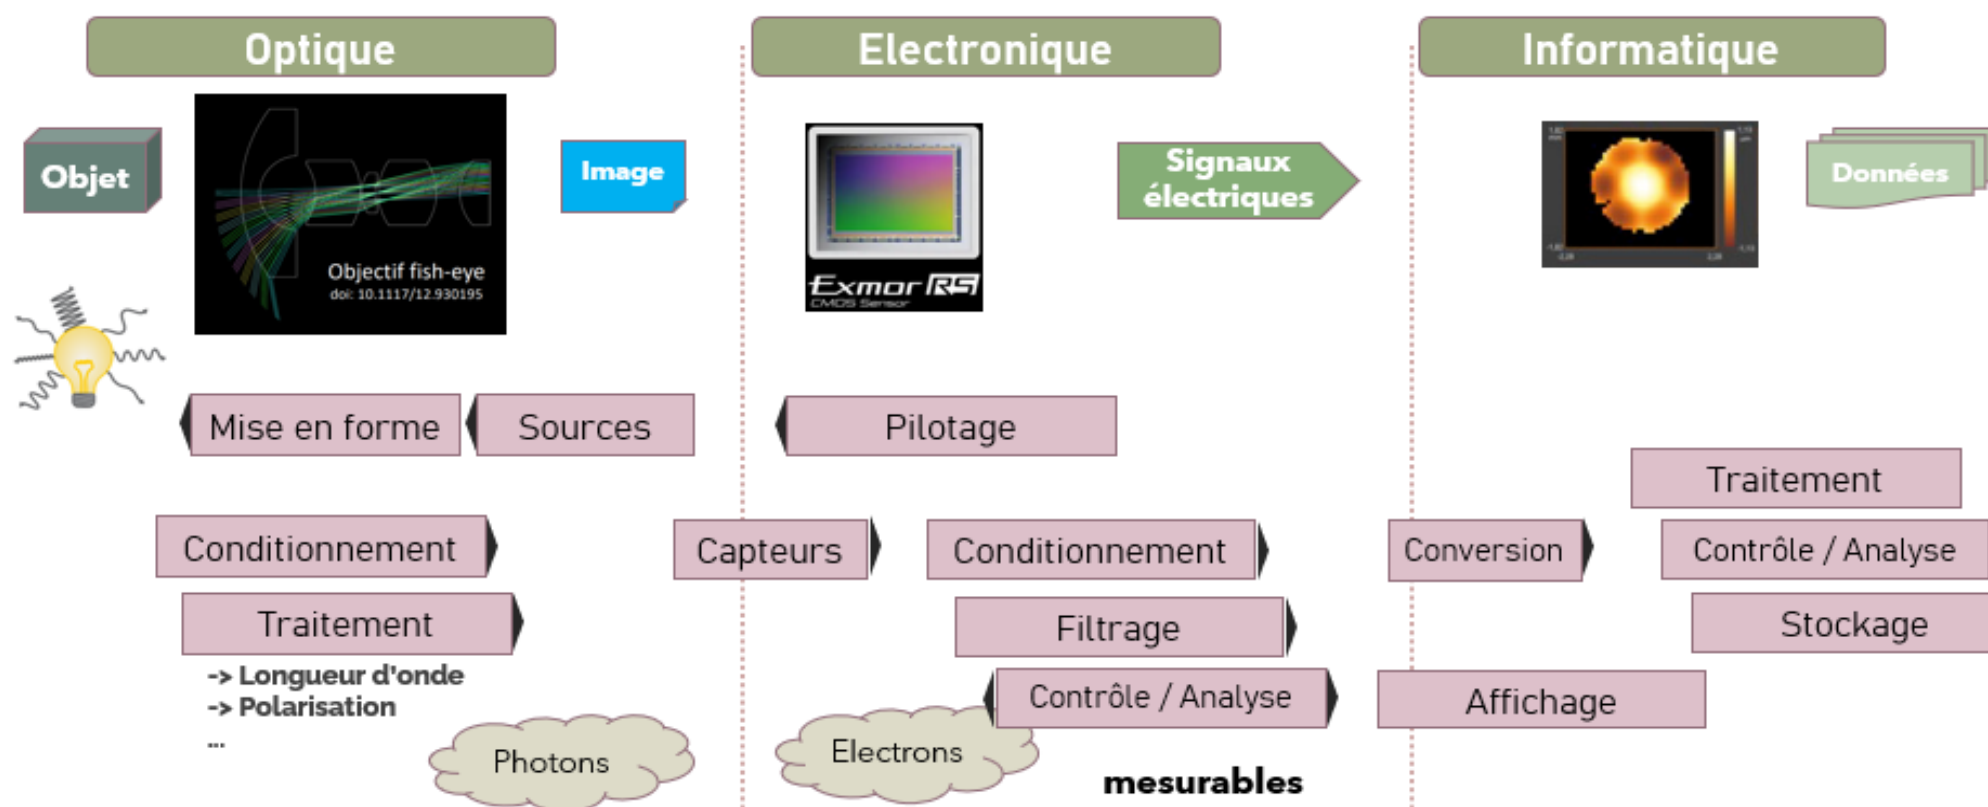 Optique
Electronique
Informatique
Objet
Objectif fish-eye
doi: 10.1117/12.930195
Image
Exmor RS
CMOS Sensor
Signaux
électriques
Données
Mise en forme
Sources
Pilotage
Traitement
Conditionnement
Capteurs
Conditionnement
Conversion
Contrôle / Analyse
Traitement
Filtrage
Stockage
-> Longueur d'onde
-> Polarisation
...
Contrôle / Analyse
Affichage
Photons
Electrons
mesurables